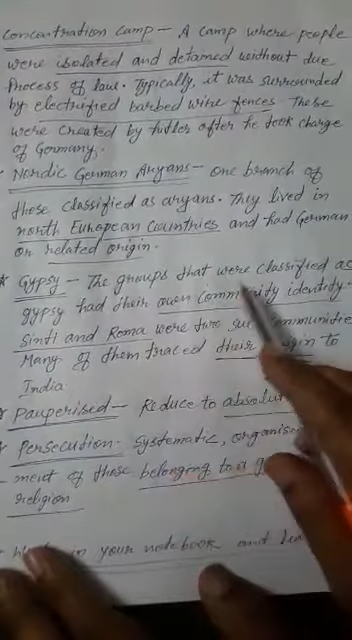 Concentration Camp - A camp where people
were isolated and detained without due
Process of law. Typically, it was surrounded
by electrified barbed wire fences These
were created by hitler after he took charge
of Germany.
Nordic German Aryans - one branch of
those classified as aryans. They lived in
north European Countries and had German
or related origin.
* Gypsy - The groups that were classified as
gypsy had their own community identity.
Sinti and Roma were two communities
Many of them traced their origin to
India
Pauperised - Reduce to
Persecution - Systematic, organised
ment of those belonging to a
religion
in your notebook and